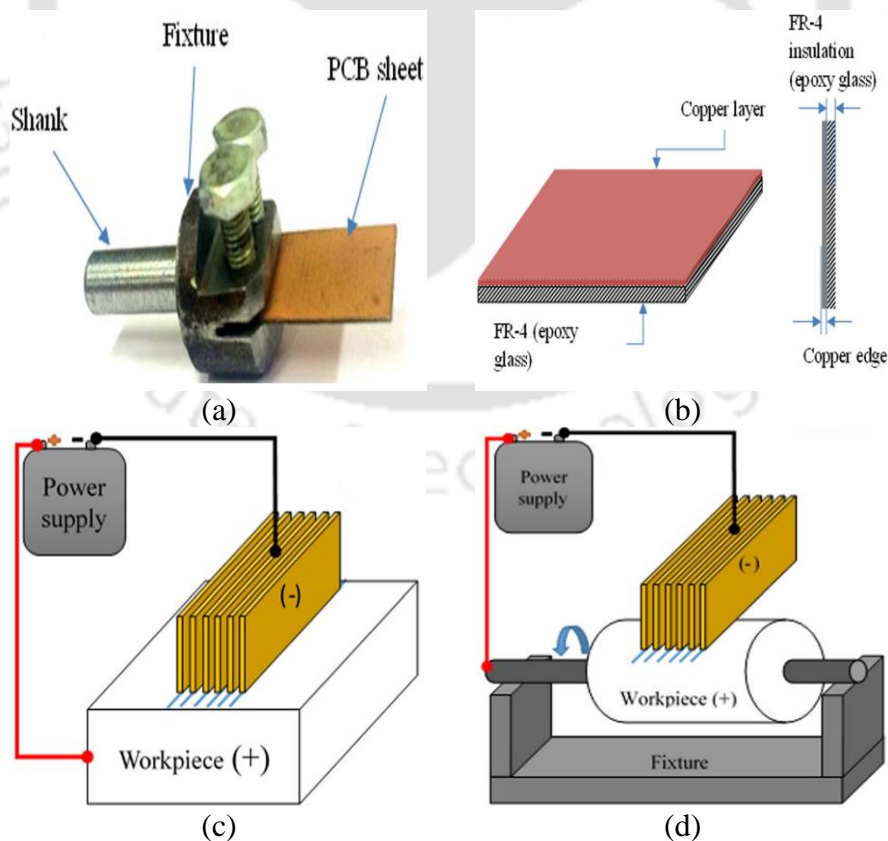 Fixture
PCB sheet
Shank
FR-4
insulation
(epoxy glass)
Copper layer
FR-4 (epoxy
glass)
Copper edge
(a)
(b)
+ -
Power
supply
(-)
Workpiece (+)
+ -
Power
supply
(-)
Workpiece (+)
Fixture
(c)
(d)